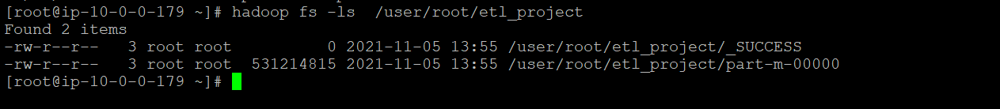 [root@ip-10-0-0-179 ~]# hadoop fs -ls  /user/root/etl_project
Found 2 items
-rw-r--r--   3 root root          0 2021-11-05 13:55 /user/root/etl_project/_SUCCESS
-rw-r--r--   3 root root  531214815 2021-11-05 13:55 /user/root/etl_project/part-m-00000
[root@ip-10-0-0-179 ~]#